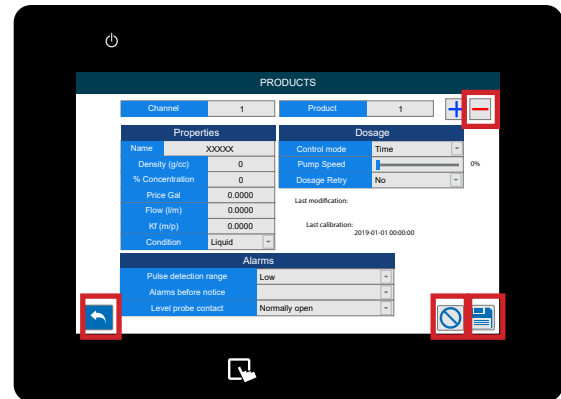 PRODUCTS
Channel 1 Product 1
Properties
Name XXXXX
Density (g/cc) 0
% Concentration 0
Price Gal 0.0000
Flow (l/m) 0.0000
Kf (m/p) 0.0000
Condition Liquid
Dosage
Control mode Time
Pump Speed 0%
Dosage Retry No
Last modification:
Last calibration:
2019-01-01 00:00:00
Alarms
Pulse detection range Low
Alarms before notice
Level probe contact Normally open